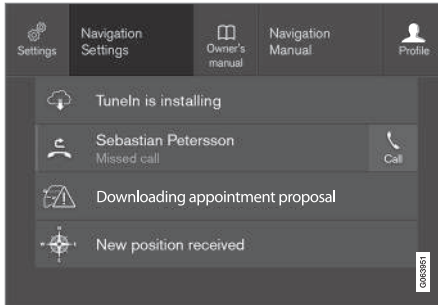 Settings
Navigation
Settings
Owner's
manual
Navigation
Manual
Profile
TuneIn is installing
Sebastian Petersson
Missed call
Call
Downloading appointment proposal
New position received
G063951